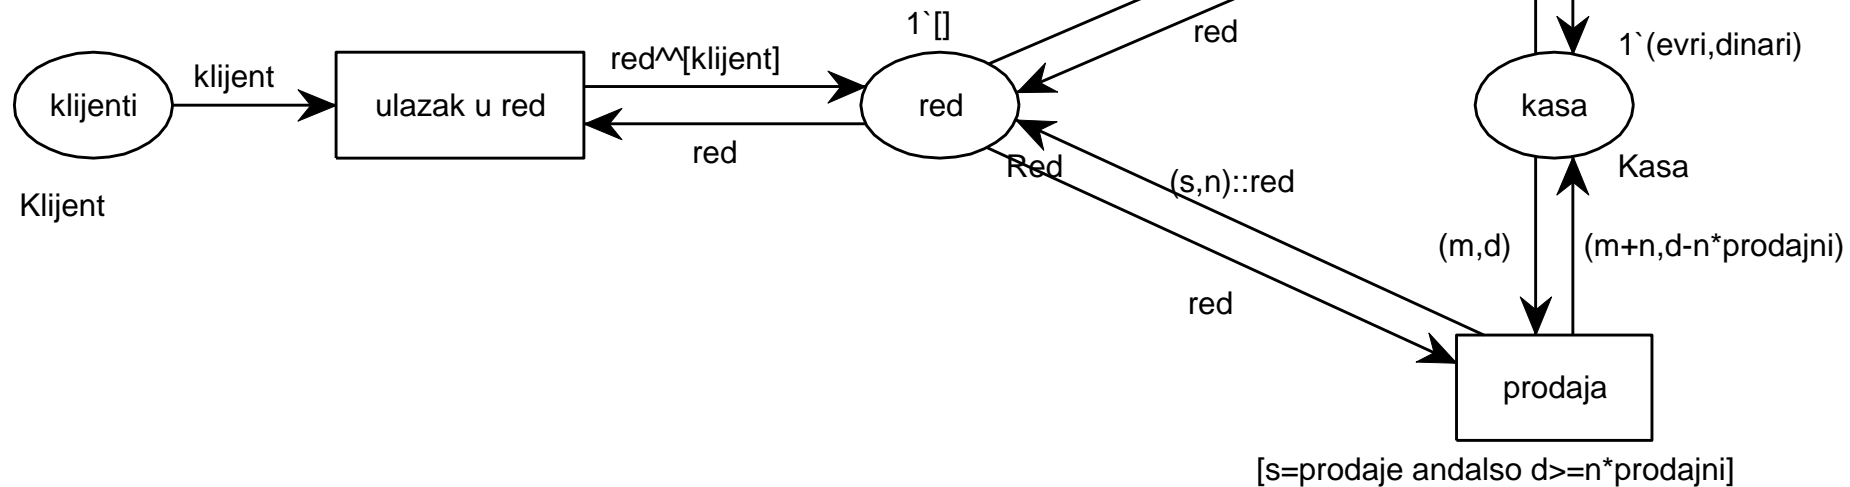 1`[]
red
1`(evri,dinari)
klijent
red^^[klijent]
klijenti
ulazak u red
red
kasa
red
Red
(s,n)::red
Kasa
Klijent
(m,d)
(m+n,d-n*prodajni)
red
prodaja
[s=prodaje andalso d>=n*prodajni]